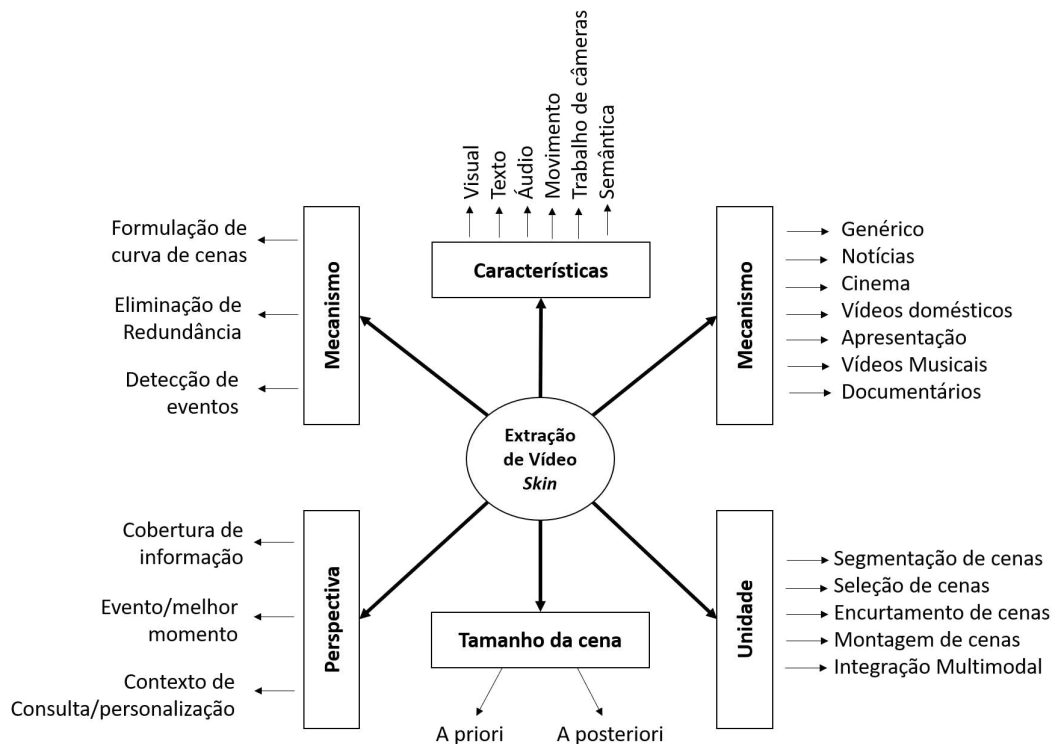 Visual
Texto
Áudio
Movimento
Trabalho de câmeras
Semântica
Características
Formulação de
curva de cenas
Eliminação de
Redundância
Detecção de
eventos
Mecanismo
Mecanismo
Genérico
Notícias
Cinema
Vídeos domésticos
Apresentação
Vídeos Musicais
Documentários
Extração
de Vídeo
Skin
Cobertura de
informação
Evento/melhor
momento
Contexto de
Consulta/personalização
Perspectiva
Tamanho da cena
A priori
A posteriori
Unidade
Segmentação de cenas
Seleção de cenas
Encurtamento de cenas
Montagem de cenas
Integração Multimodal